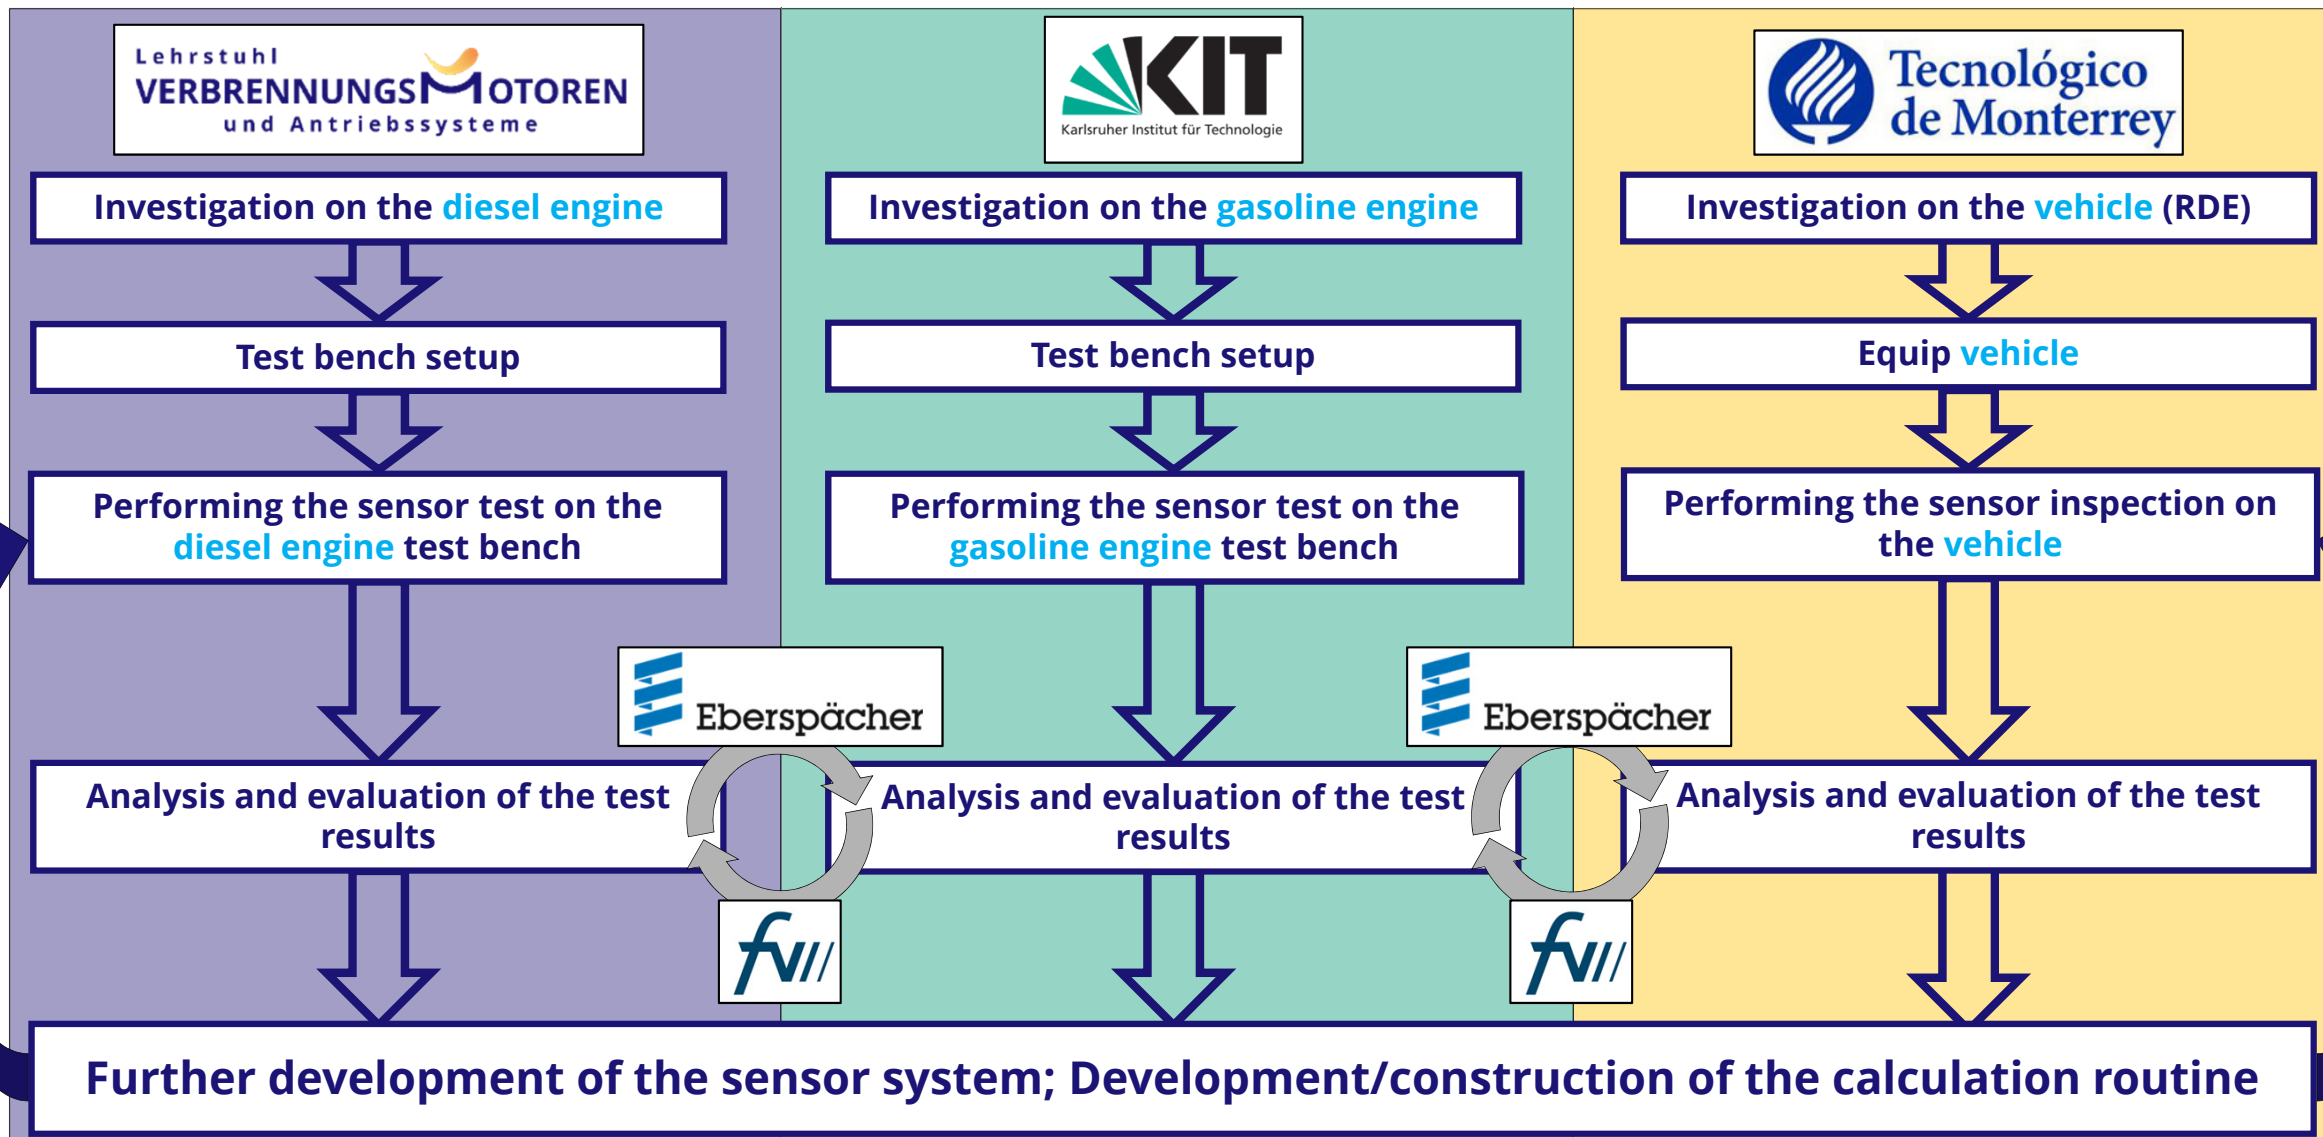 Lehrstuhl
VERBRENNUNGSMOTOREN
und Antriebssysteme
Investigation on the diesel engine
Test bench setup
Performing the sensor test on the
diesel engine test bench
Analysis and evaluation of the test
results
KIT
Karlsruher Institut für Technologie
Investigation on the gasoline engine
Test bench setup
Performing the sensor test on the
gasoline engine test bench
Analysis and evaluation of the test
results
Tecnológico
de Monterrey
Investigation on the vehicle (RDE)
Equip vehicle
Performing the sensor inspection on
the vehicle
Analysis and evaluation of the test
results
Eberspächer
Eberspächer
fv//
fv//
Further development of the sensor system; Development/construction of the calculation routine